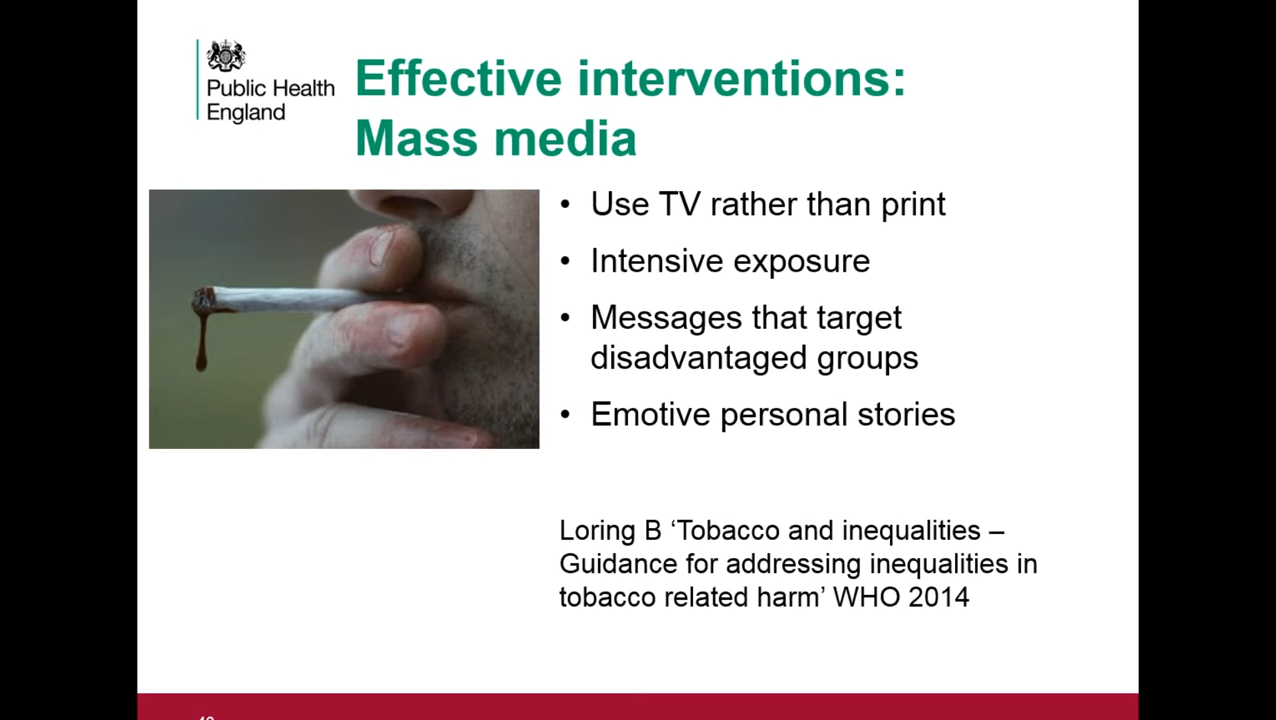 Public Health
England
Effective interventions:
Mass media
• Use TV rather than print
• Intensive exposure
• Messages that target
disadvantaged groups
• Emotive personal stories
Loring B ‘Tobacco and inequalities –
Guidance for addressing inequalities in
tobacco related harm’ WHO 2014